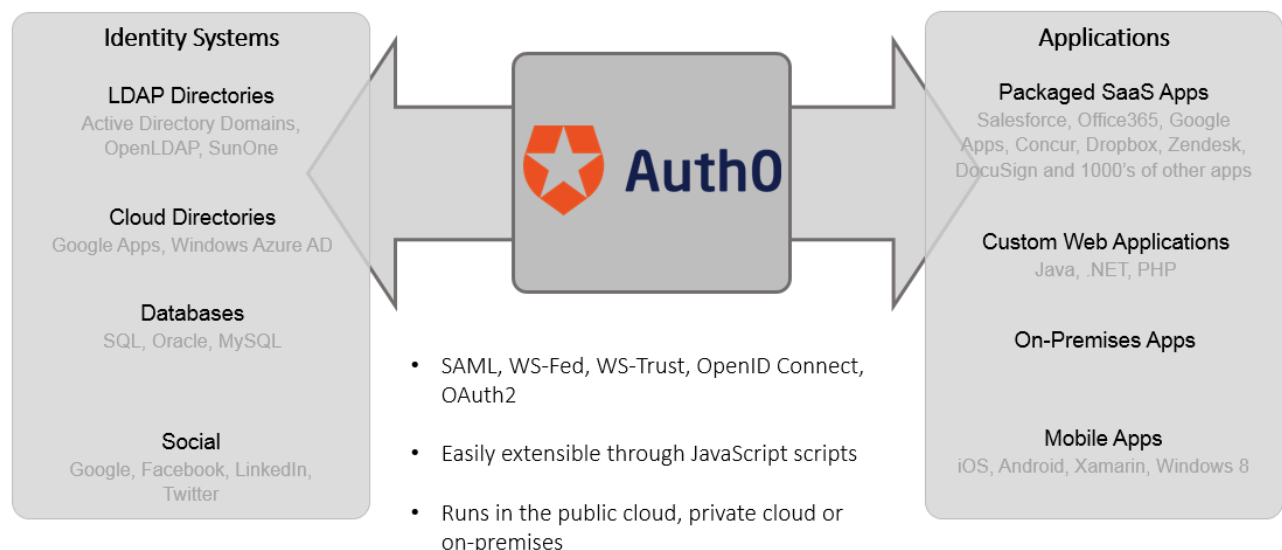 Identity Systems
LDAP Directories
Active Directory Domains,
OpenLDAP, SunOne
Cloud Directories
Google Apps, Windows Azure AD
Databases
SQL, Oracle, MySQL
Social
Google, Facebook, LinkedIn,
Twitter
Auth0
• SAML, WS-Fed, WS-Trust, OpenID Connect,
OAuth2
• Easily extensible through JavaScript scripts
• Runs in the public cloud, private cloud or
on-premises
Applications
Packaged SaaS Apps
Salesforce, Office365, Google
Apps, Concur, Dropbox, Zendesk,
DocuSign and 1000's of other apps
Custom Web Applications
Java, .NET, PHP
On-Premises Apps
Mobile Apps
iOS, Android, Xamarin, Windows 8